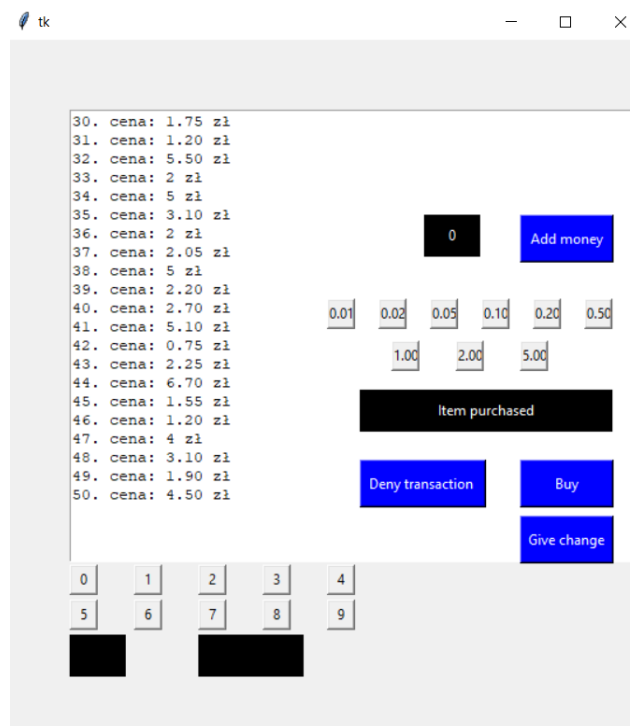 tk
30. cena: 1.75 zł
31. cena: 1.20 zł
32. cena: 5.50 zł
33. cena: 2 zł
34. cena: 5 zł
35. cena: 3.10 zł
36. cena: 2 zł
37. cena: 2.05 zł
38. cena: 5 zł
39. cena: 2.20 zł
40. cena: 2.70 zł
41. cena: 5.10 zł
42. cena: 0.75 zł
43. cena: 2.25 zł
44. cena: 6.70 zł
45. cena: 1.55 zł
46. cena: 1.20 zł
47. cena: 4 zł
48. cena: 3.10 zł
49. cena: 1.90 zł
50. cena: 4.50 zł
0 Add money
0.01 0.02 0.05 0.10 0.20 0.50
1.00 2.00 5.00
Item purchased
Deny transaction Buy
Give change
0 1 2 3 4
5 6 7 8 9